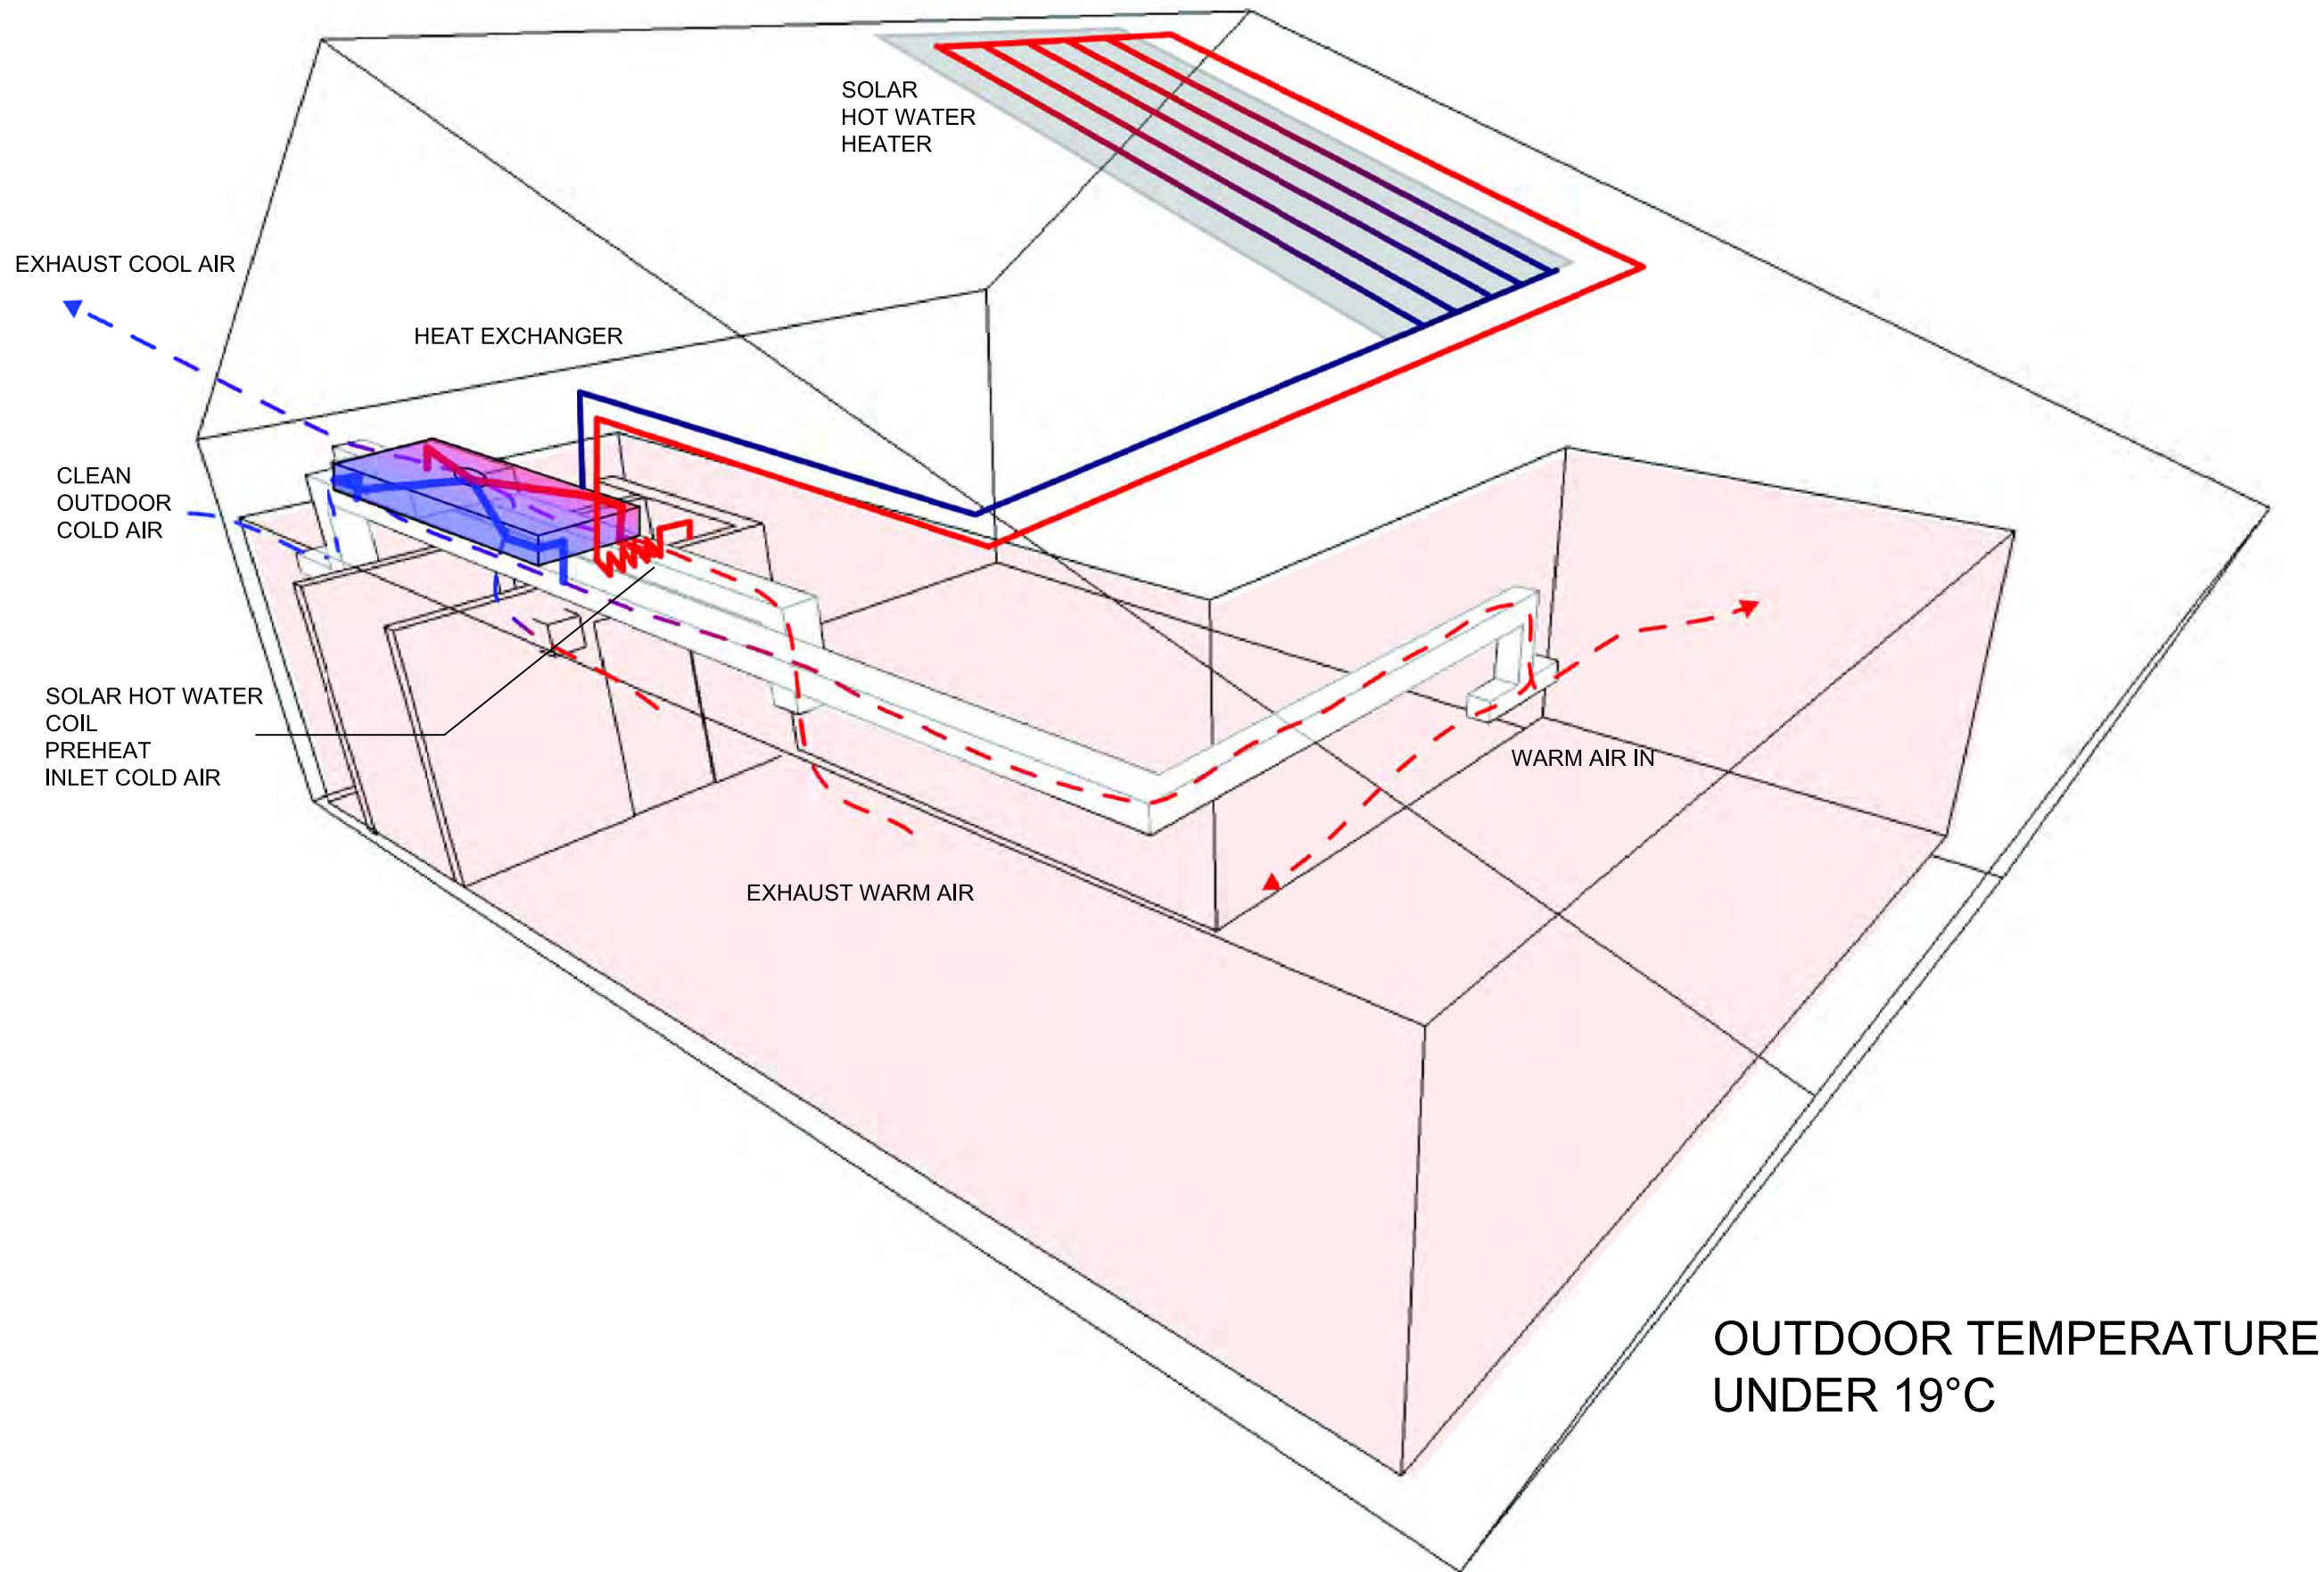 SOLAR
HOT WATER
HEATER
EXHAUST COOL AIR
HEAT EXCHANGER
CLEAN
OUTDOOR
COLD AIR
SOLAR HOT WATER
COIL
PREHEAT
INLET COLD AIR
WARM AIR IN
EXHAUST WARM AIR
OUTDOOR TEMPERATURE
UNDER 19°C